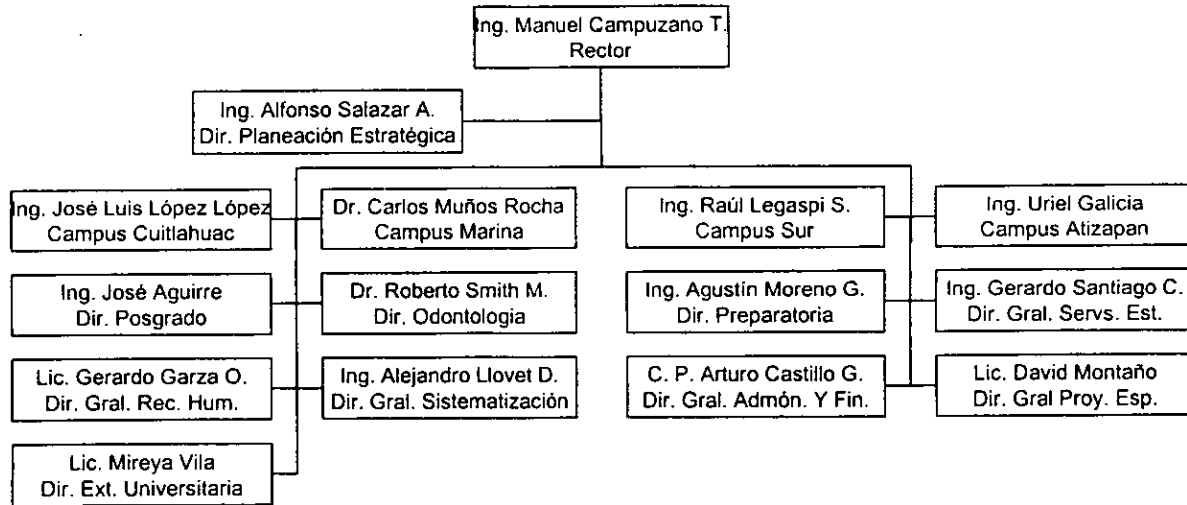 Ing. Manuel Campuzano T.
Rector
Ing. Alfonso Salazar A.
Dir. Planeación Estratégica
Ing. José Luis López López
Campus Cuitlahuac
Dr. Carlos Muños Rocha
Campus Marina
Ing. Raúl Legaspi S.
Campus Sur
Ing. Uriel Galicia
Campus Atizapan
Ing. José Aguirre
Dir. Posgrado
Dr. Roberto Smith M.
Dir. Odontologia
Ing. Agustín Moreno G.
Dir. Preparatoria
Ing. Gerardo Santiago C.
Dir. Gral. Servs. Est.
Lic. Gerardo Garza O.
Dir. Gral. Rec. Hum.
Ing. Alejandro Llovet D.
Dir. Gral. Sistematización
C. P. Arturo Castillo G.
Dir. Gral. Admón. Y Fin.
Lic. David Montaño
Dir. Gral Proy. Esp.
Lic. Mireya Vila
Dir. Ext. Universitaria